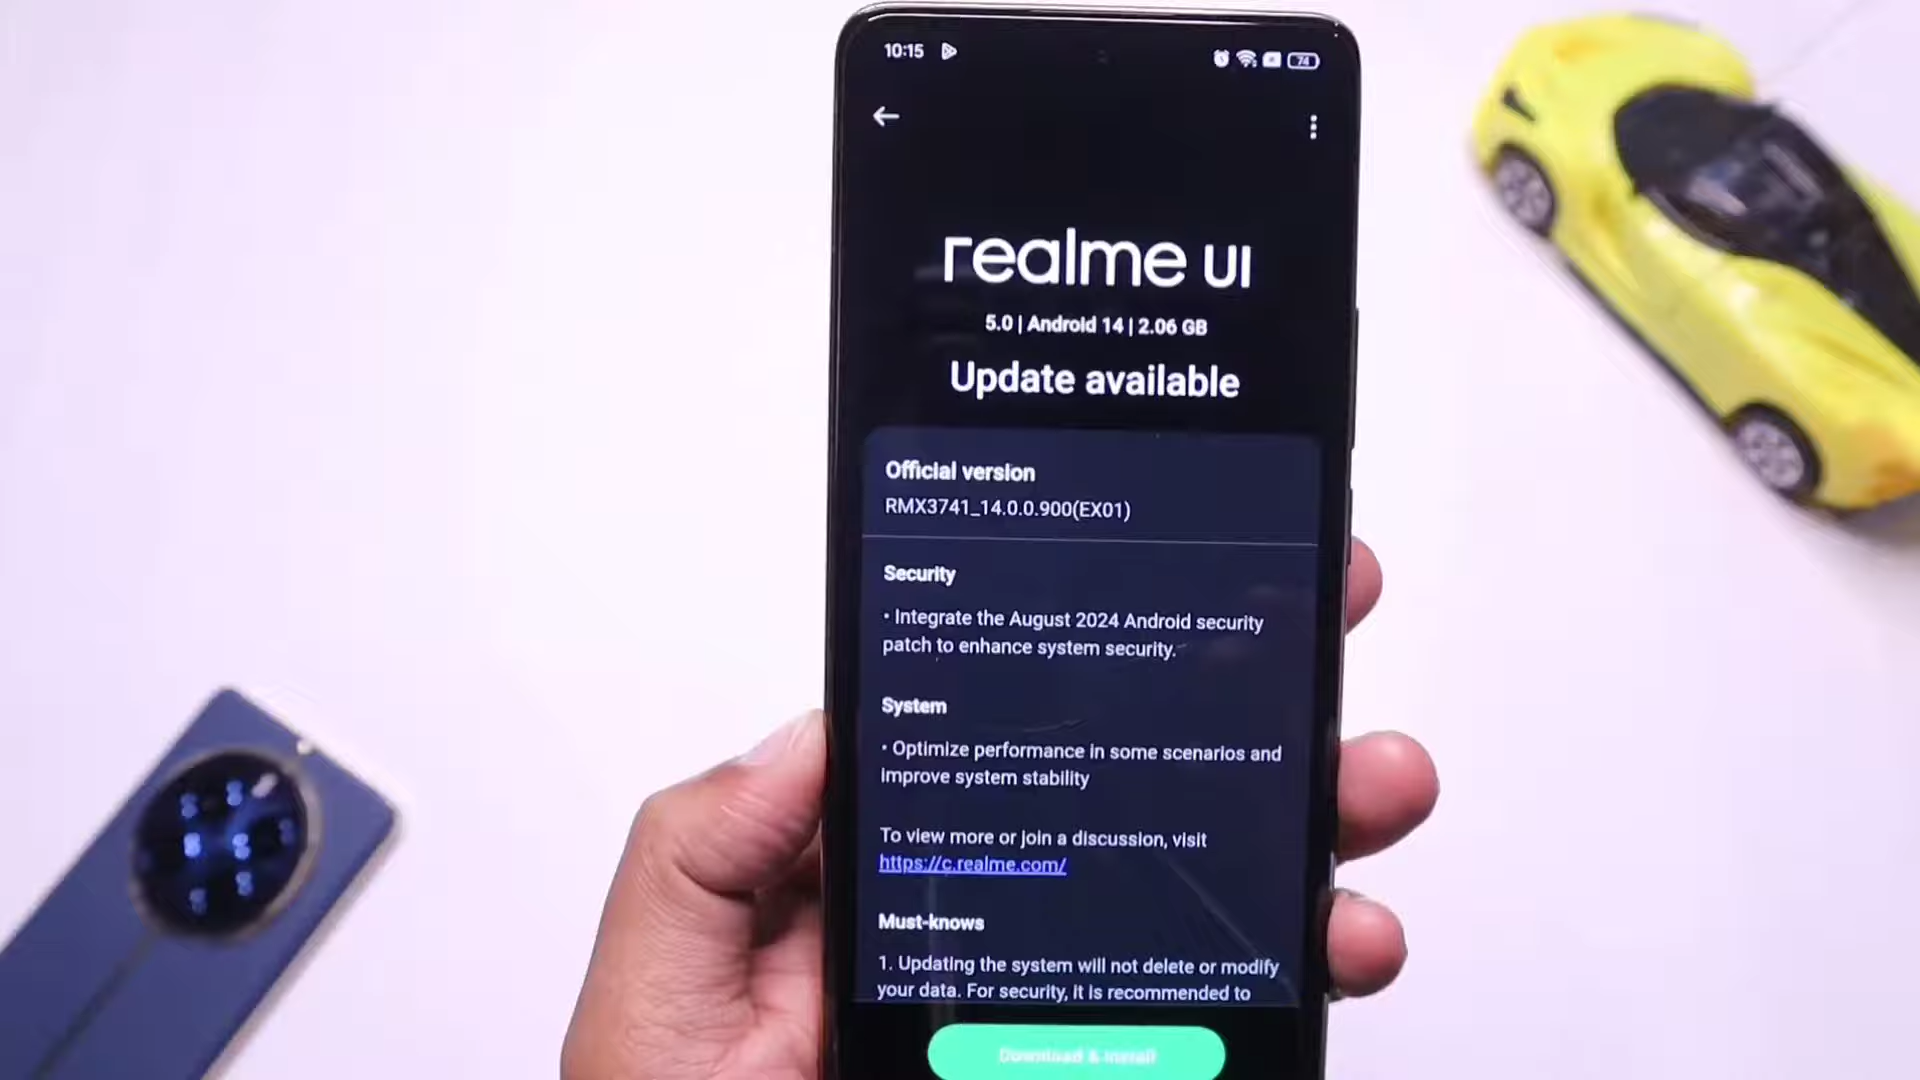 10:15
74
realme UI
5.0 | Android 14 | 2.06 GB
Update available
Official version
RMX3741_14.0.0.900(EX01)
Security
• Integrate the August 2024 Android security
patch to enhance system security.
System
• Optimize performance in some scenarios and
improve system stability
To view more or join a discussion, visit
https://c.realme.com/
Must-knows
1. Updating the system will not delete or modify
your data. For security, it is recommended to
Download & install